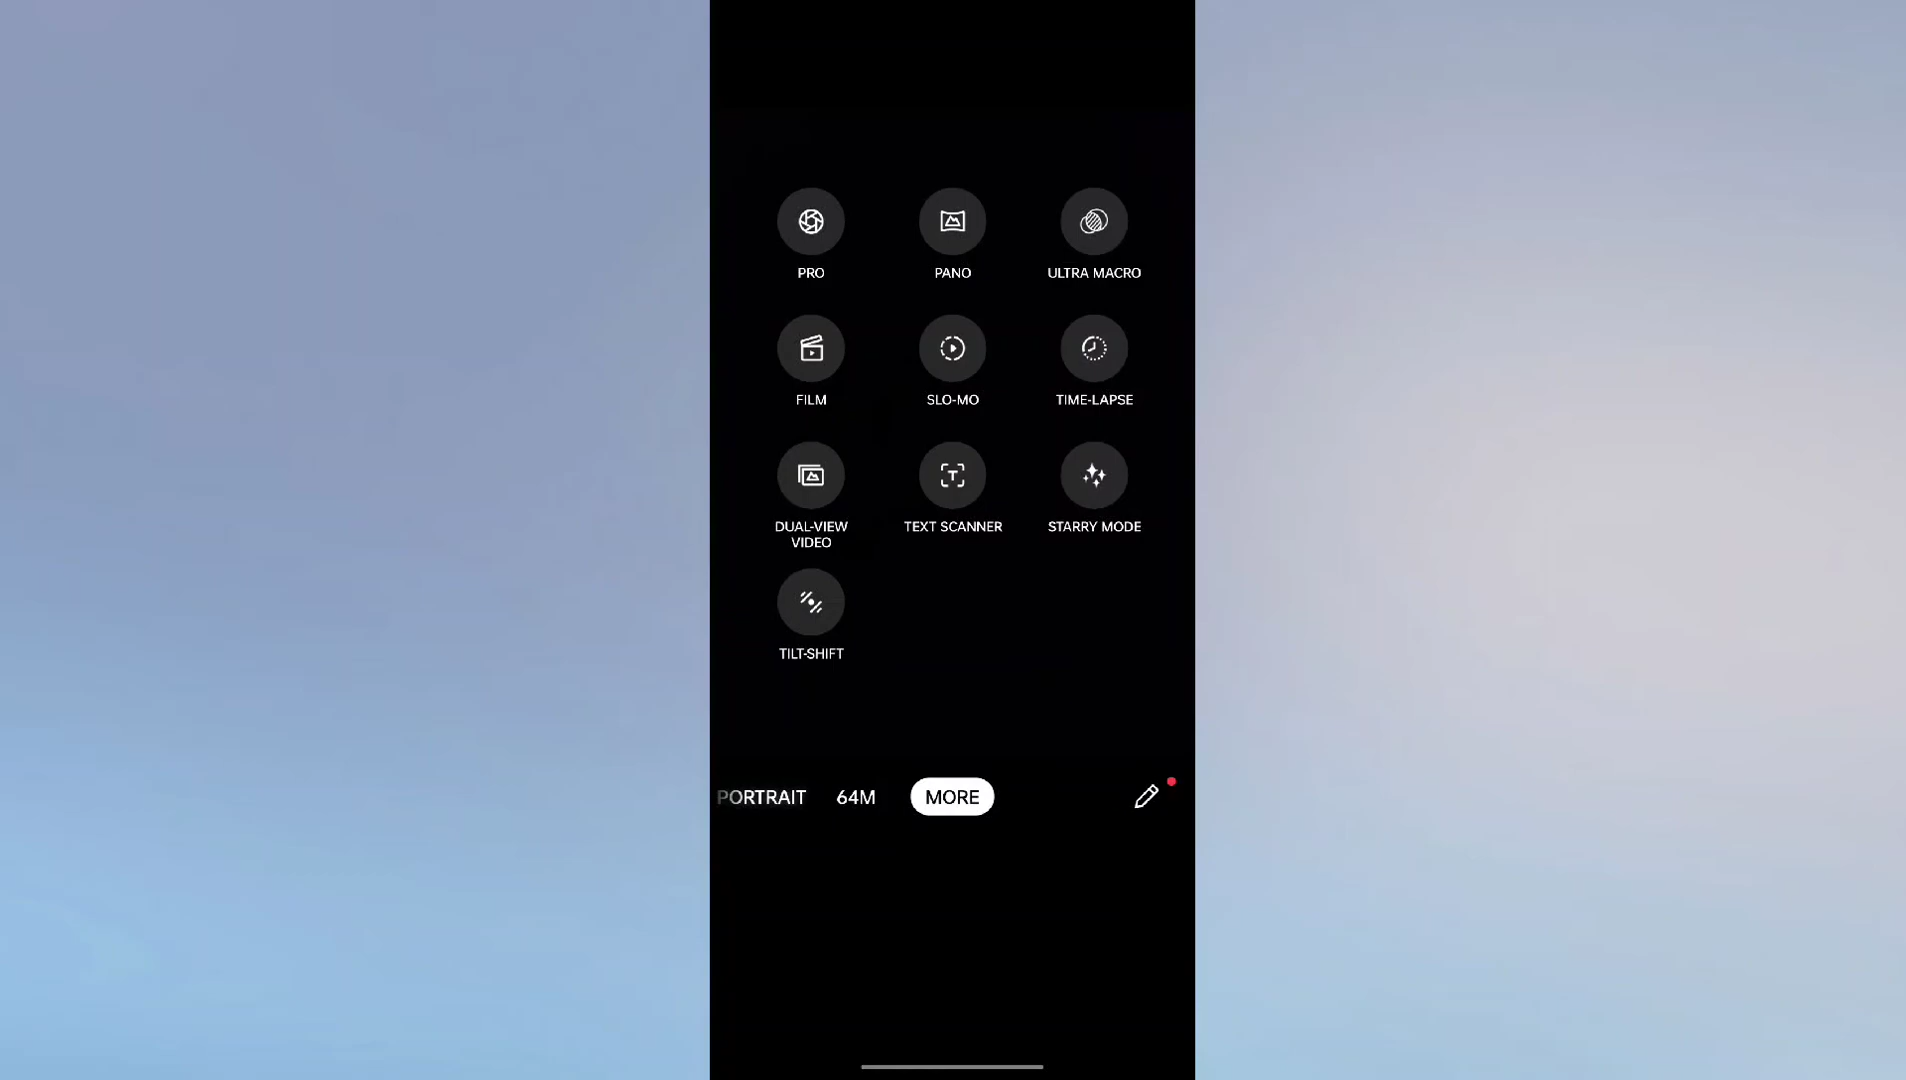 PRO
PANO
ULTRA MACRO
FILM
SLO-MO
TIME-LAPSE
DUAL-VIEW
VIDEO
TEXT SCANNER
STARRY MODE
TILT-SHIFT
PORTRAIT
64M
MORE